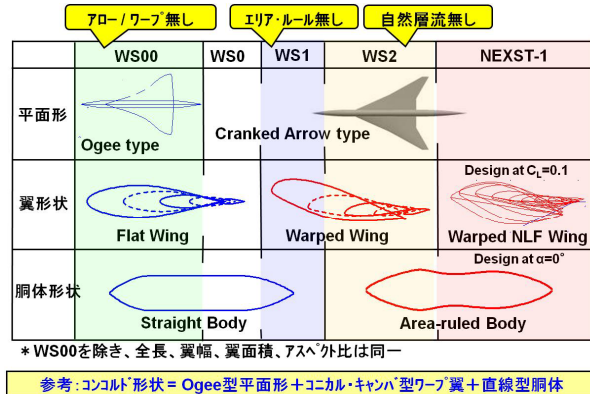 アロー / ワープ無し
エリア・ルール無し
自然層流無し
WS00 WS0 WS1 WS2 NEXST-1
平面形
Ogee type
Cranked Arrow type
翼形状
Flat Wing
Warped Wing
Design at CL=0.1
Warped NLF Wing
胴体形状
Design at α=0°
Straight Body
Area-ruled Body
*WS00を除き、全長、翼幅、翼面積、アスペクト比は同一
参考:コンコルド形状= Ogee型平面形+コニカル・キャンバ型ワープ翼+直線型胴体